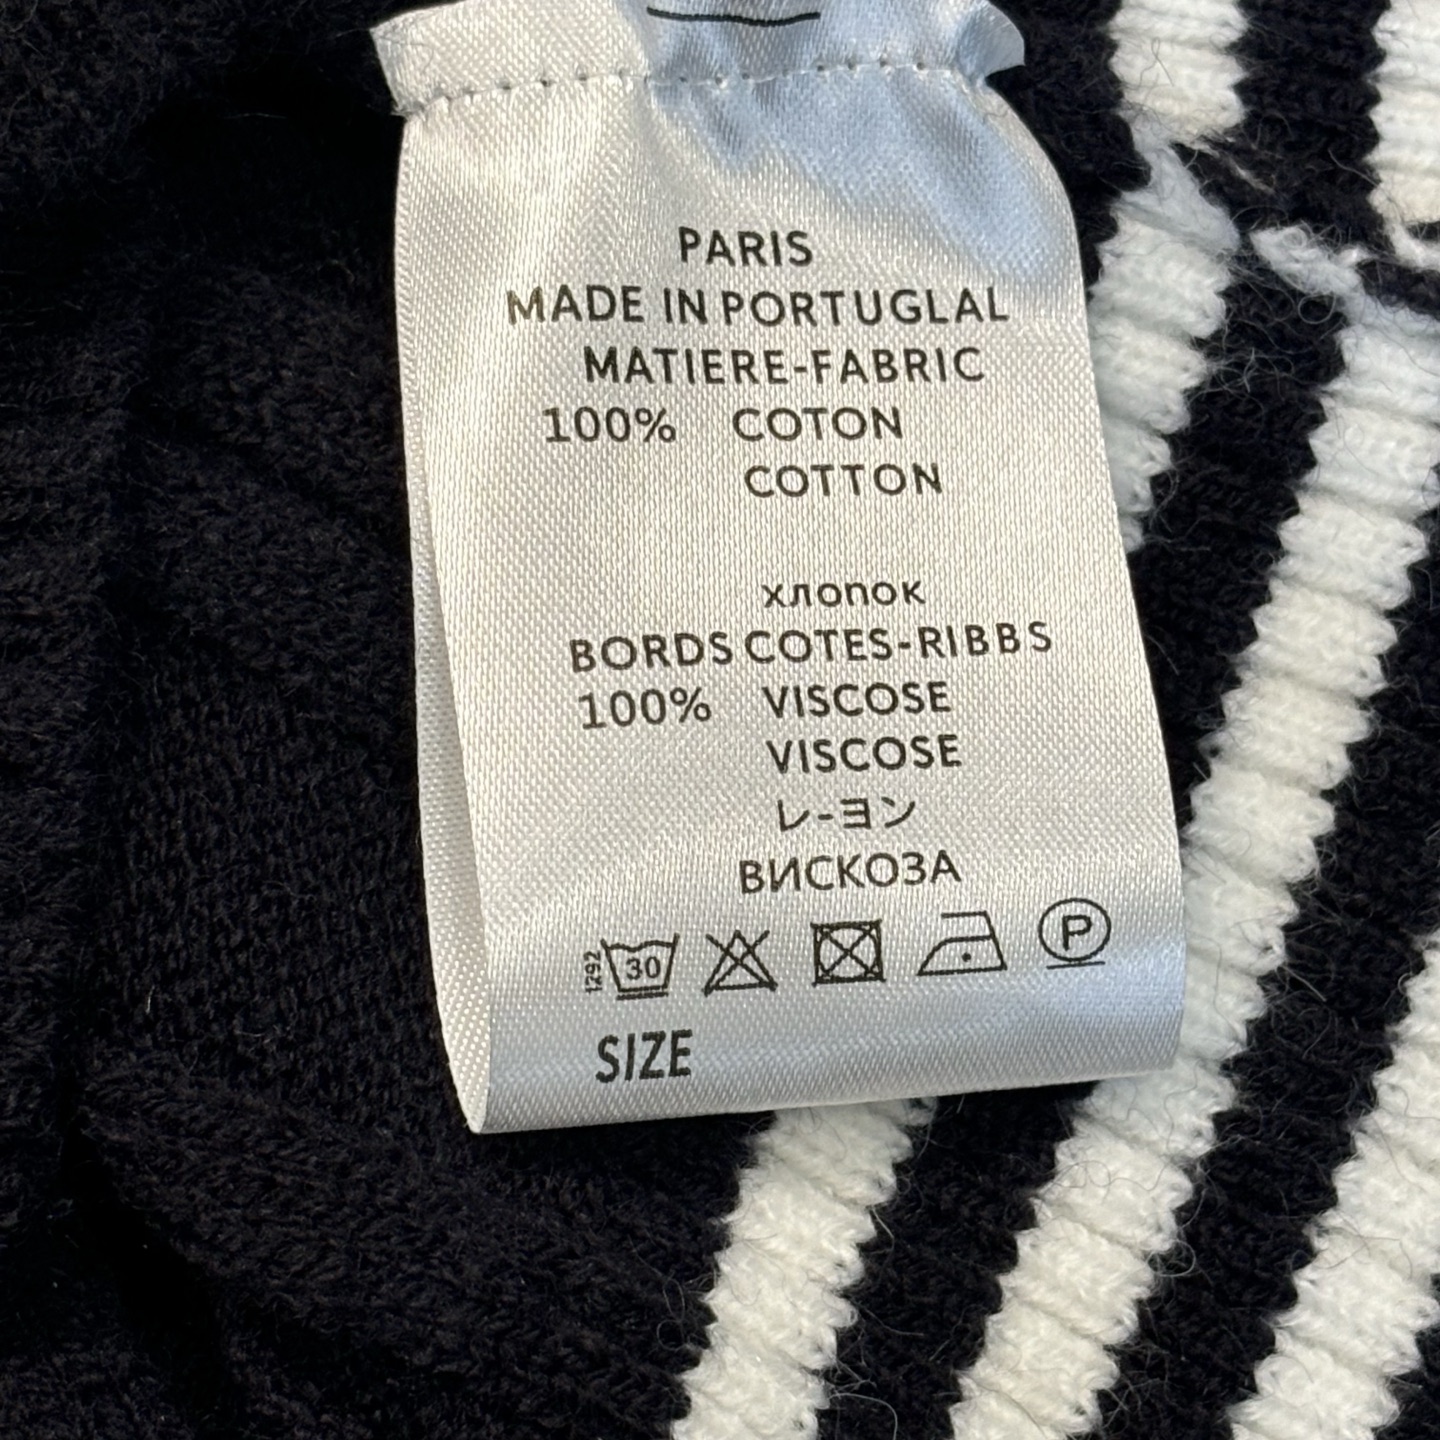 PARIS
MADE IN PORTUGLAL
MATIERE-FABRIC
100% COTON
COTTON
хлопок
BORDS COTES-RIBBS
100% VISCOSE
VISCOSE
レ-ヨン
ВИСКОЗА
1292 30 P
SIZE